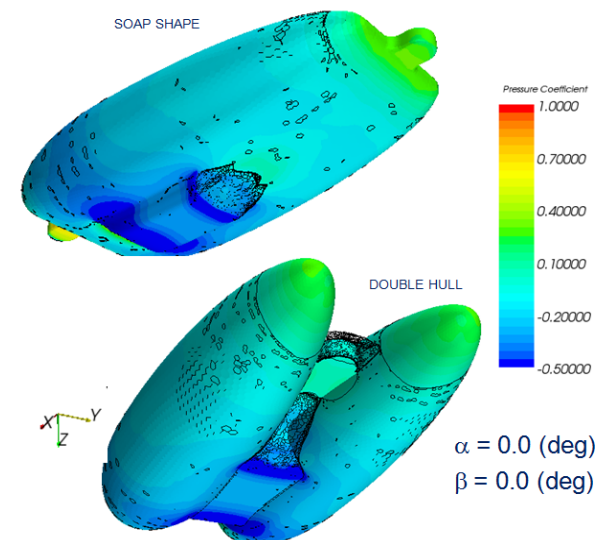 SOAP SHAPE
Pressure Coefficient
1.0000
0.70000
0.40000
0.10000
-0.20000
-0.50000
DOUBLE HULL
X
Y
Z
α = 0.0 (deg)
β = 0.0 (deg)